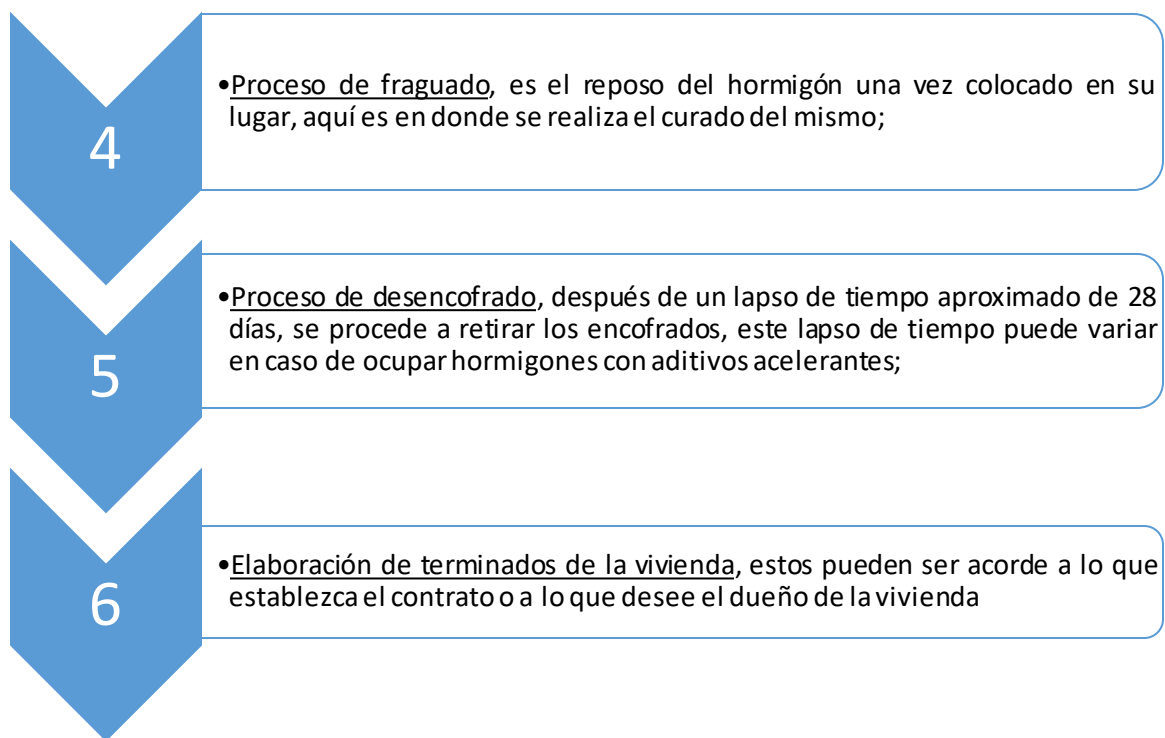 4
•Proceso de fraguado, es el reposo del hormigón una vez colocado en su
lugar, aquí es en donde se realiza el curado del mismo;
5
•Proceso de desencofrado, después de un lapso de tiempo aproximado de 28
días, se procede a retirar los encofrados, este lapso de tiempo puede variar
en caso de ocupar hormigones con aditivos acelerantes;
6
•Elaboración de terminados de la vivienda, estos pueden ser acorde a lo que
establezca el contrato o a lo que desee el dueño de la vivienda